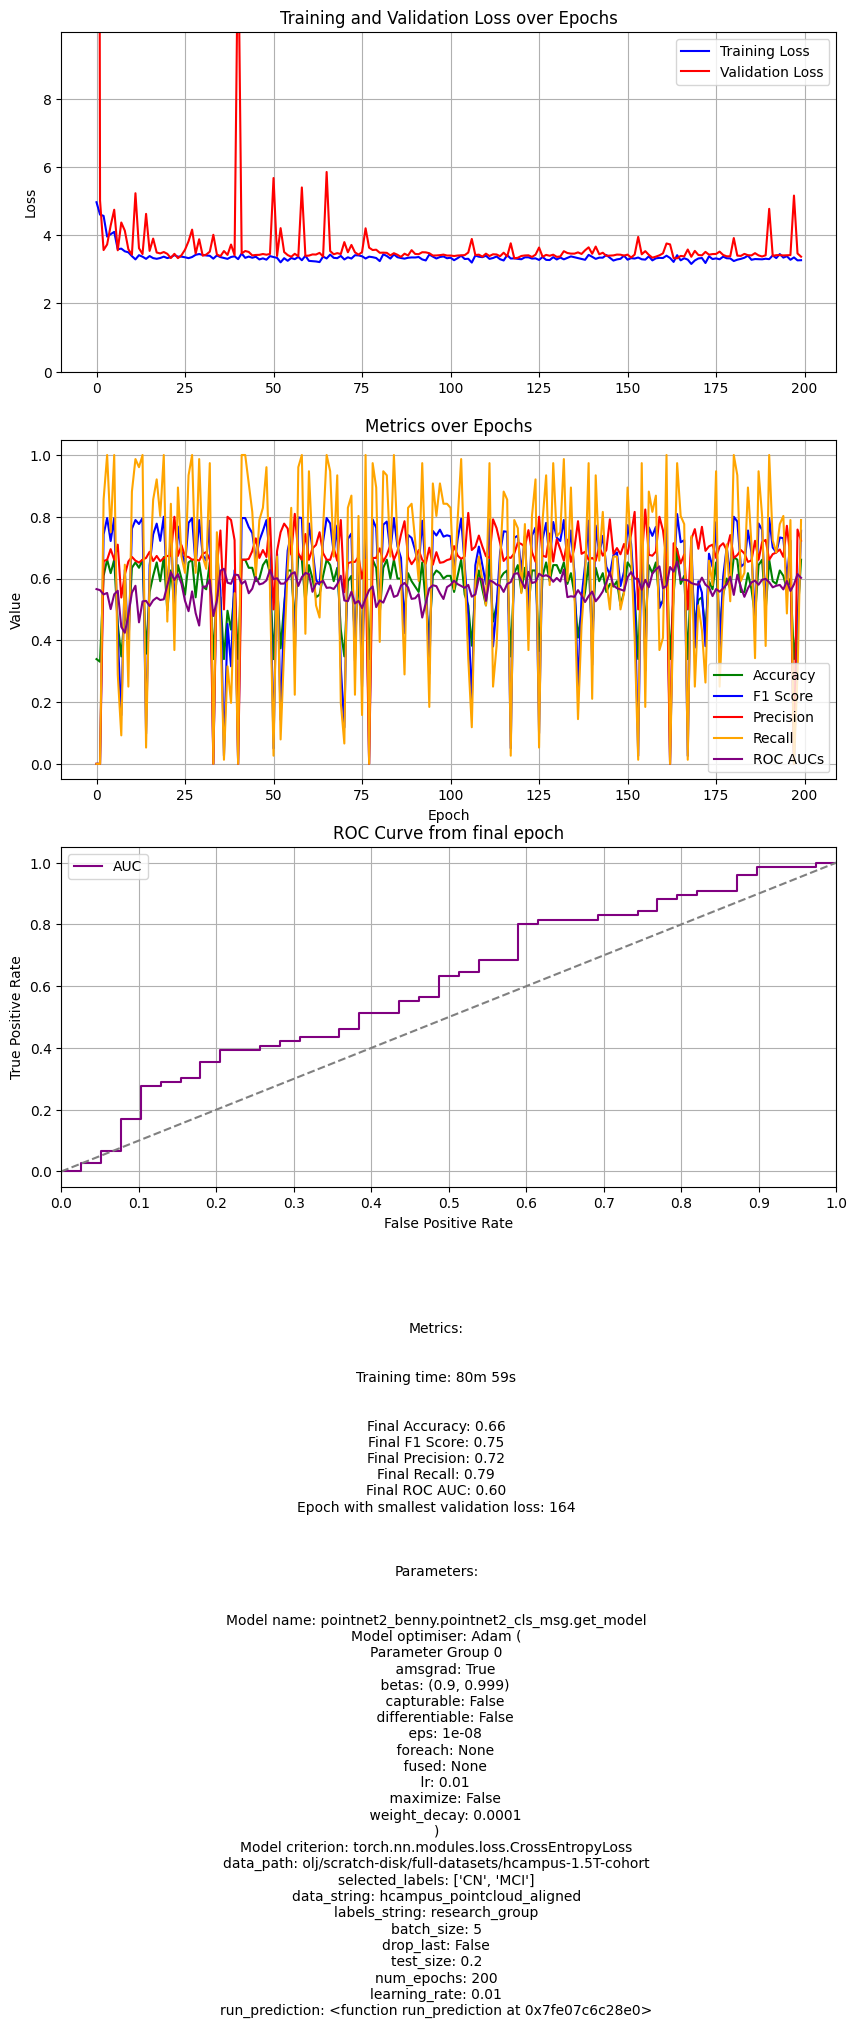 Training and Validation Loss over Epochs
Loss
8
6
4
2
0
Training Loss
Validation Loss
0 25 50 75 100 125 150 175 200
Metrics over Epochs
Value
1.0
0.8
0.6
0.4
0.2
0.0
Accuracy
F1 Score
Precision
Recall
ROC AUCs
0 25 50 75 100 125 150 175 200
Epoch
ROC Curve from final epoch
True Positive Rate
1.0
0.8
0.6
0.4
0.2
0.0
AUC
0.0 0.1 0.2 0.3 0.4 0.5 0.6 0.7 0.8 0.9 1.0
False Positive Rate
Metrics:
Training time: 80m 59s
Final Accuracy: 0.66
Final F1 Score: 0.75
Final Precision: 0.72
Final Recall: 0.79
Final ROC AUC: 0.60
Epoch with smallest validation loss: 164
Parameters:
Model name: pointnet2_benny.pointnet2_cls_msg.get_model
Model optimiser: Adam (
Parameter Group 0
amsgrad: True
betas: (0.9, 0.999)
capturable: False
differentiable: False
eps: 1e-08
foreach: None
fused: None
lr: 0.01
maximize: False
weight_decay: 0.0001
)
Model criterion: torch.nn.modules.loss.CrossEntropyLoss
data_path: olj/scratch-disk/full-datasets/hcampus-1.5T-cohort
selected_labels: ['CN', 'MCI']
data_string: hcampus_pointcloud_aligned
labels_string: research_group
batch_size: 5
drop_last: False
test_size: 0.2
num_epochs: 200
learning_rate: 0.01
run_prediction: <function run_prediction at 0x7fe07c6c28e0>